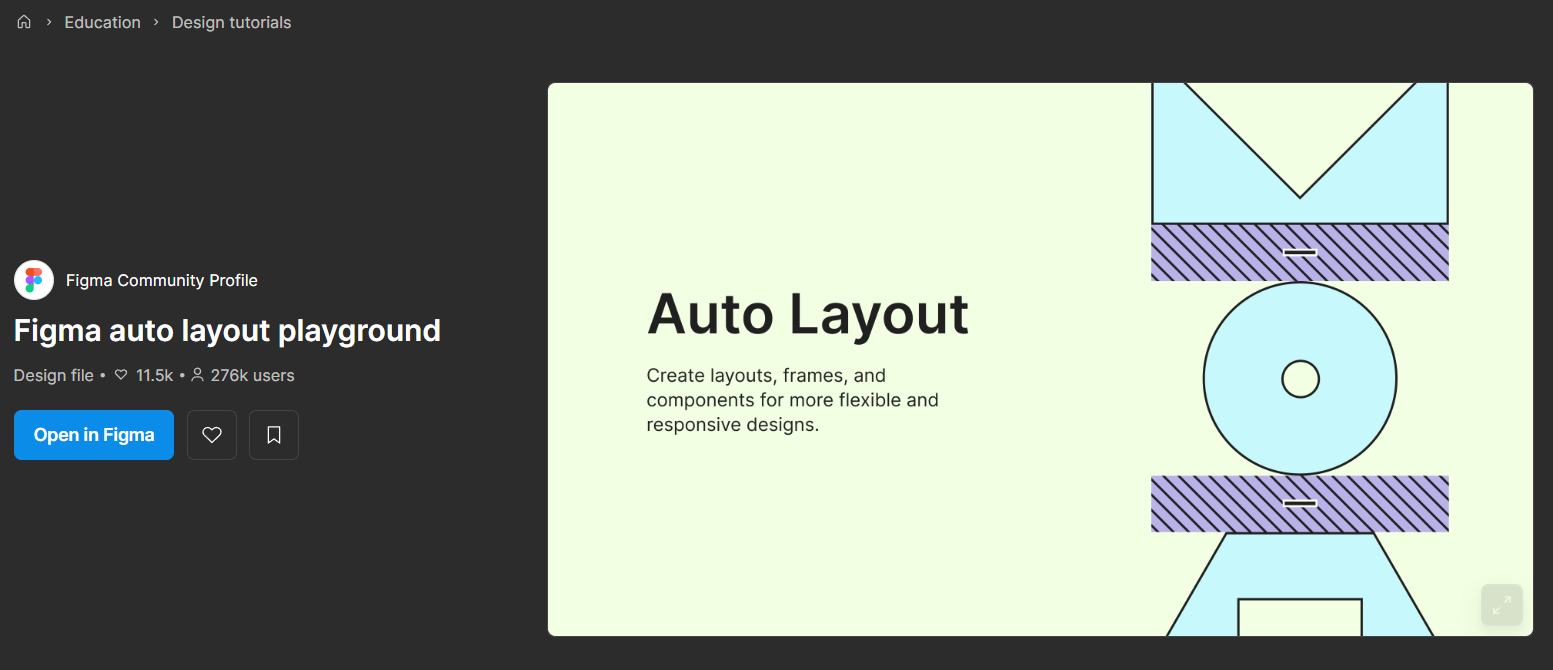 Education > Design tutorials
Figma Community Profile
Figma auto layout playground
Design file • 11.5k • 276k users
Open in Figma
Auto Layout
Create layouts, frames, and
components for more flexible and
responsive designs.